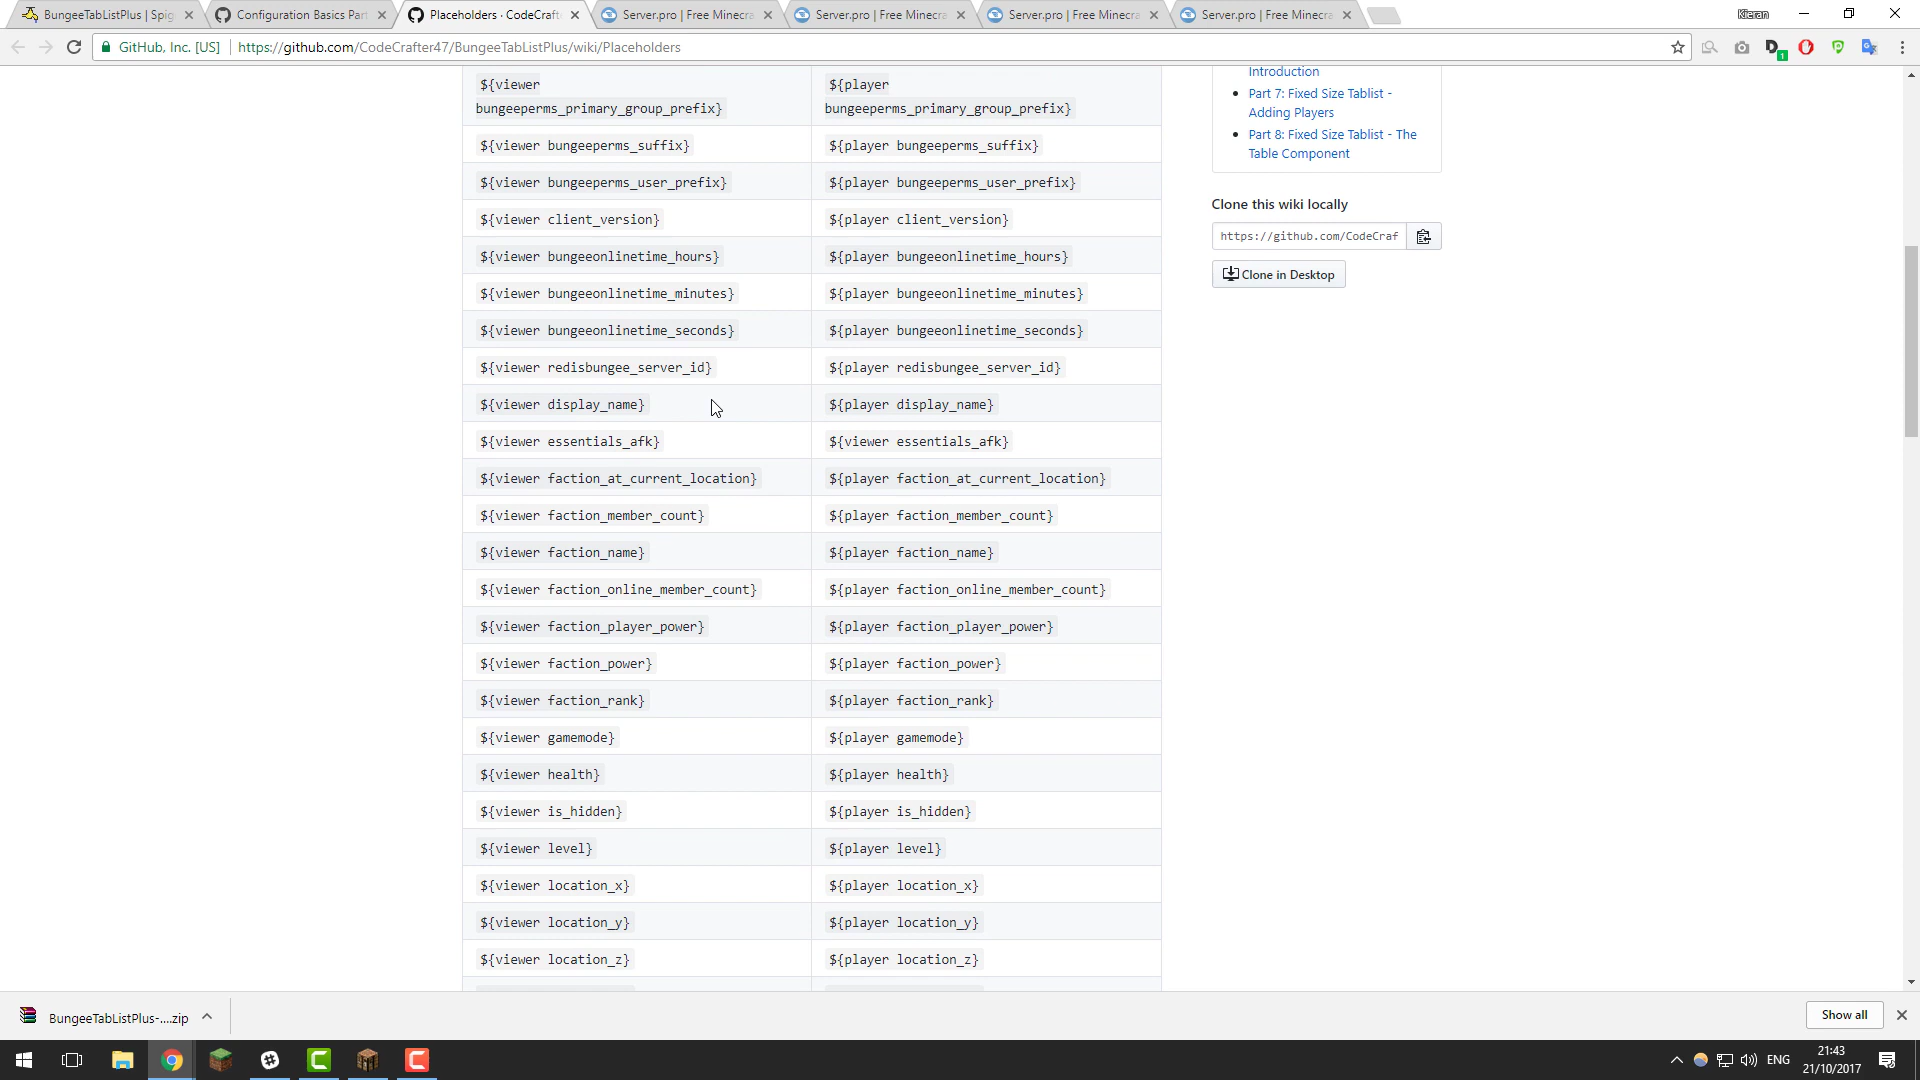 BungeeTabListPlus | Spig
Configuration Basics Part
Placeholders · CodeCraft
Server.pro | Free Minecra
Server.pro | Free Minecra
Server.pro | Free Minecra
Server.pro | Free Minecra
Kieran
GitHub, Inc. [US]
https://github.com/CodeCrafter47/BungeeTabListPlus/wiki/Placeholders
1
${viewer
bungeeperms_primary_group_prefix}
${player
bungeeperms_primary_group_prefix}
${viewer bungeeperms_suffix}
${player bungeeperms_suffix}
${viewer bungeeperms_user_prefix}
${player bungeeperms_user_prefix}
${viewer client_version}
${player client_version}
${viewer bungeeonlinetime_hours}
${player bungeeonlinetime_hours}
${viewer bungeeonlinetime_minutes}
${player bungeeonlinetime_minutes}
${viewer bungeeonlinetime_seconds}
${player bungeeonlinetime_seconds}
${viewer redisbungee_server_id}
${player redisbungee_server_id}
${viewer display_name}
${player display_name}
${viewer essentials_afk}
${viewer essentials_afk}
${viewer faction_at_current_location}
${player faction_at_current_location}
${viewer faction_member_count}
${player faction_member_count}
${viewer faction_name}
${player faction_name}
${viewer faction_online_member_count}
${player faction_online_member_count}
${viewer faction_player_power}
${player faction_player_power}
${viewer faction_power}
${player faction_power}
${viewer faction_rank}
${player faction_rank}
${viewer gamemode}
${player gamemode}
${viewer health}
${player health}
${viewer is_hidden}
${player is_hidden}
${viewer level}
${player level}
${viewer location_x}
${player location_x}
${viewer location_y}
${player location_y}
${viewer location_z}
${player location_z}
Introduction
Part 7: Fixed Size Tablist -
Adding Players
Part 8: Fixed Size Tablist - The
Table Component
Clone this wiki locally
https://github.com/CodeCraf
Clone in Desktop
BungeeTabListPlus-....zip
Show all
ENG
21:43
21/10/2017